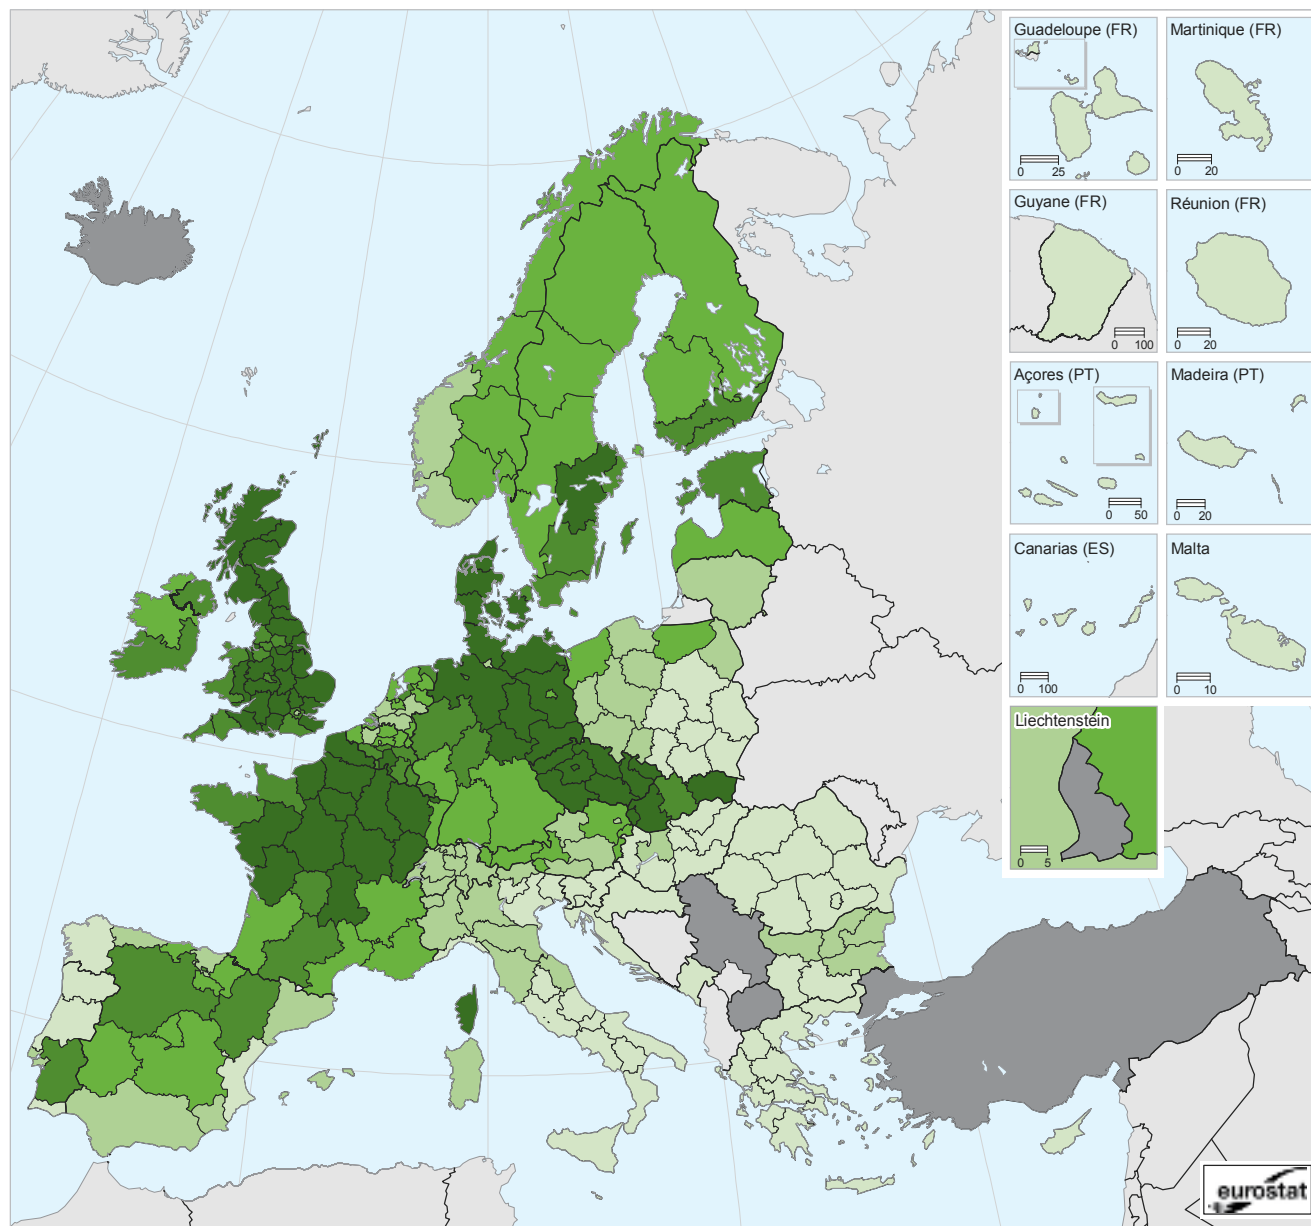 Guadeloupe (FR)
0 25
Martinique (FR)
0 20
Guyane (FR)
0 100
Réunion (FR)
0 20
Açores (PT)
0 50
Madeira (PT)
0 20
Canarias (ES)
0 100
Malta
0 10
Liechtenstein
0 5
eurostat